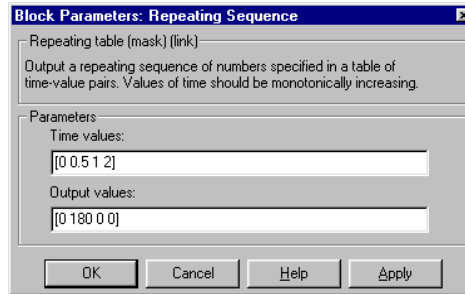 Block Parameters: Repeating Sequence
Repeating table (mask) (link)
Output a repeating sequence of numbers specified in a table of
time-value pairs. Values of time should be monotonically increasing.
Parameters
Time values:
[0 0.5 1 2]
Output values:
[0 180 0 0]
OK Cancel Help Apply